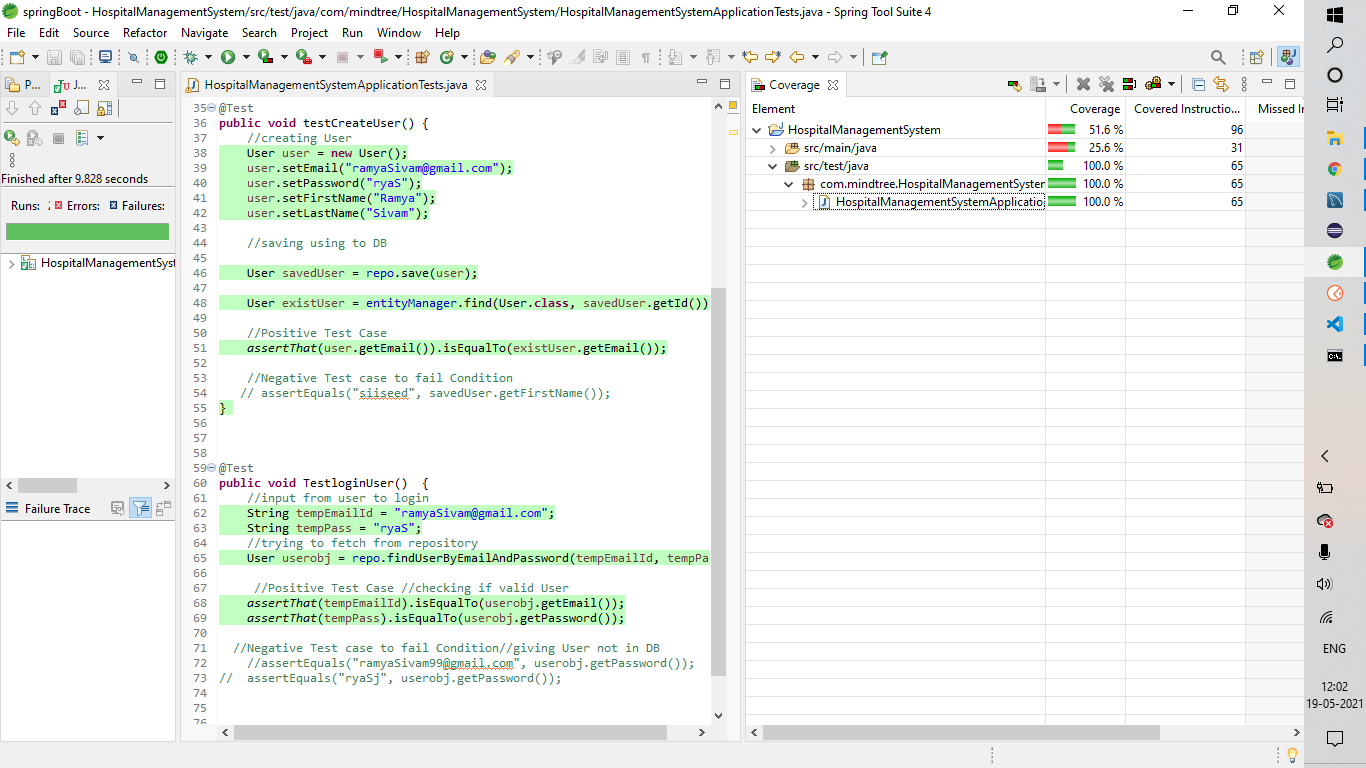 springBoot - HospitalManagementSystem/src/test/java/com/mindtree/HospitalManagementSystem/HospitalManagementSystemApplicationTests.java - Spring Tool Suite 4
File Edit Source Refactor Navigate Search Project Run Window Help
P... J...
Finished after 9.828 seconds
Runs: Errors: Failures:
HospitalManagementSyst
Failure Trace
HospitalManagementSystemApplicationTests.java
35 @Test
36 public void testCreateUser() {
37 //creating User
38 User user = new User();
39 user.setEmail("ramyaSivam@gmail.com");
40 user.setPassword("ryaS");
41 user.setFirstName("Ramya");
42 user.setLastName("Sivam");
43
44 //saving using to DB
45
46 User savedUser = repo.save(user);
47
48 User existUser = entityManager.find(User.class, savedUser.getId())
49
50 //Positive Test Case
51 assertThat(user.getEmail()).isEqualTo(existUser.getEmail());
52
53 //Negative Test case to fail Condition
54 // assertEquals("siiseed", savedUser.getFirstName());
55 }
56
57
58
59 @Test
60 public void TestloginUser() {
61 //input from user to login
62 String tempEmailId = "ramyaSivam@gmail.com";
63 String tempPass = "ryaS";
64 //trying to fetch from repository
65 User userobj = repo.findUserByEmailAndPassword(tempEmailId, tempPa
66
67 //Positive Test Case //checking if valid User
68 assertThat(tempEmailId).isEqualTo(userobj.getEmail());
69 assertThat(tempPass).isEqualTo(userobj.getPassword());
70
71 //Negative Test case to fail Condition//giving User not in DB
72 //assertEquals("ramyaSivam99@gmail.com", userobj.getPassword());
73 // assertEquals("ryaSj", userobj.getPassword());
74
75
76
Coverage
Element Coverage Covered Instructio... Missed In
HospitalManagementSystem 51.6 % 96
src/main/java 25.6 % 31
src/test/java 100.0 % 65
com.mindtree.HospitalManagementSystem 100.0 % 65
HospitalManagementSystemApplicatio 100.0 % 65
ENG
12:02
19-05-2021